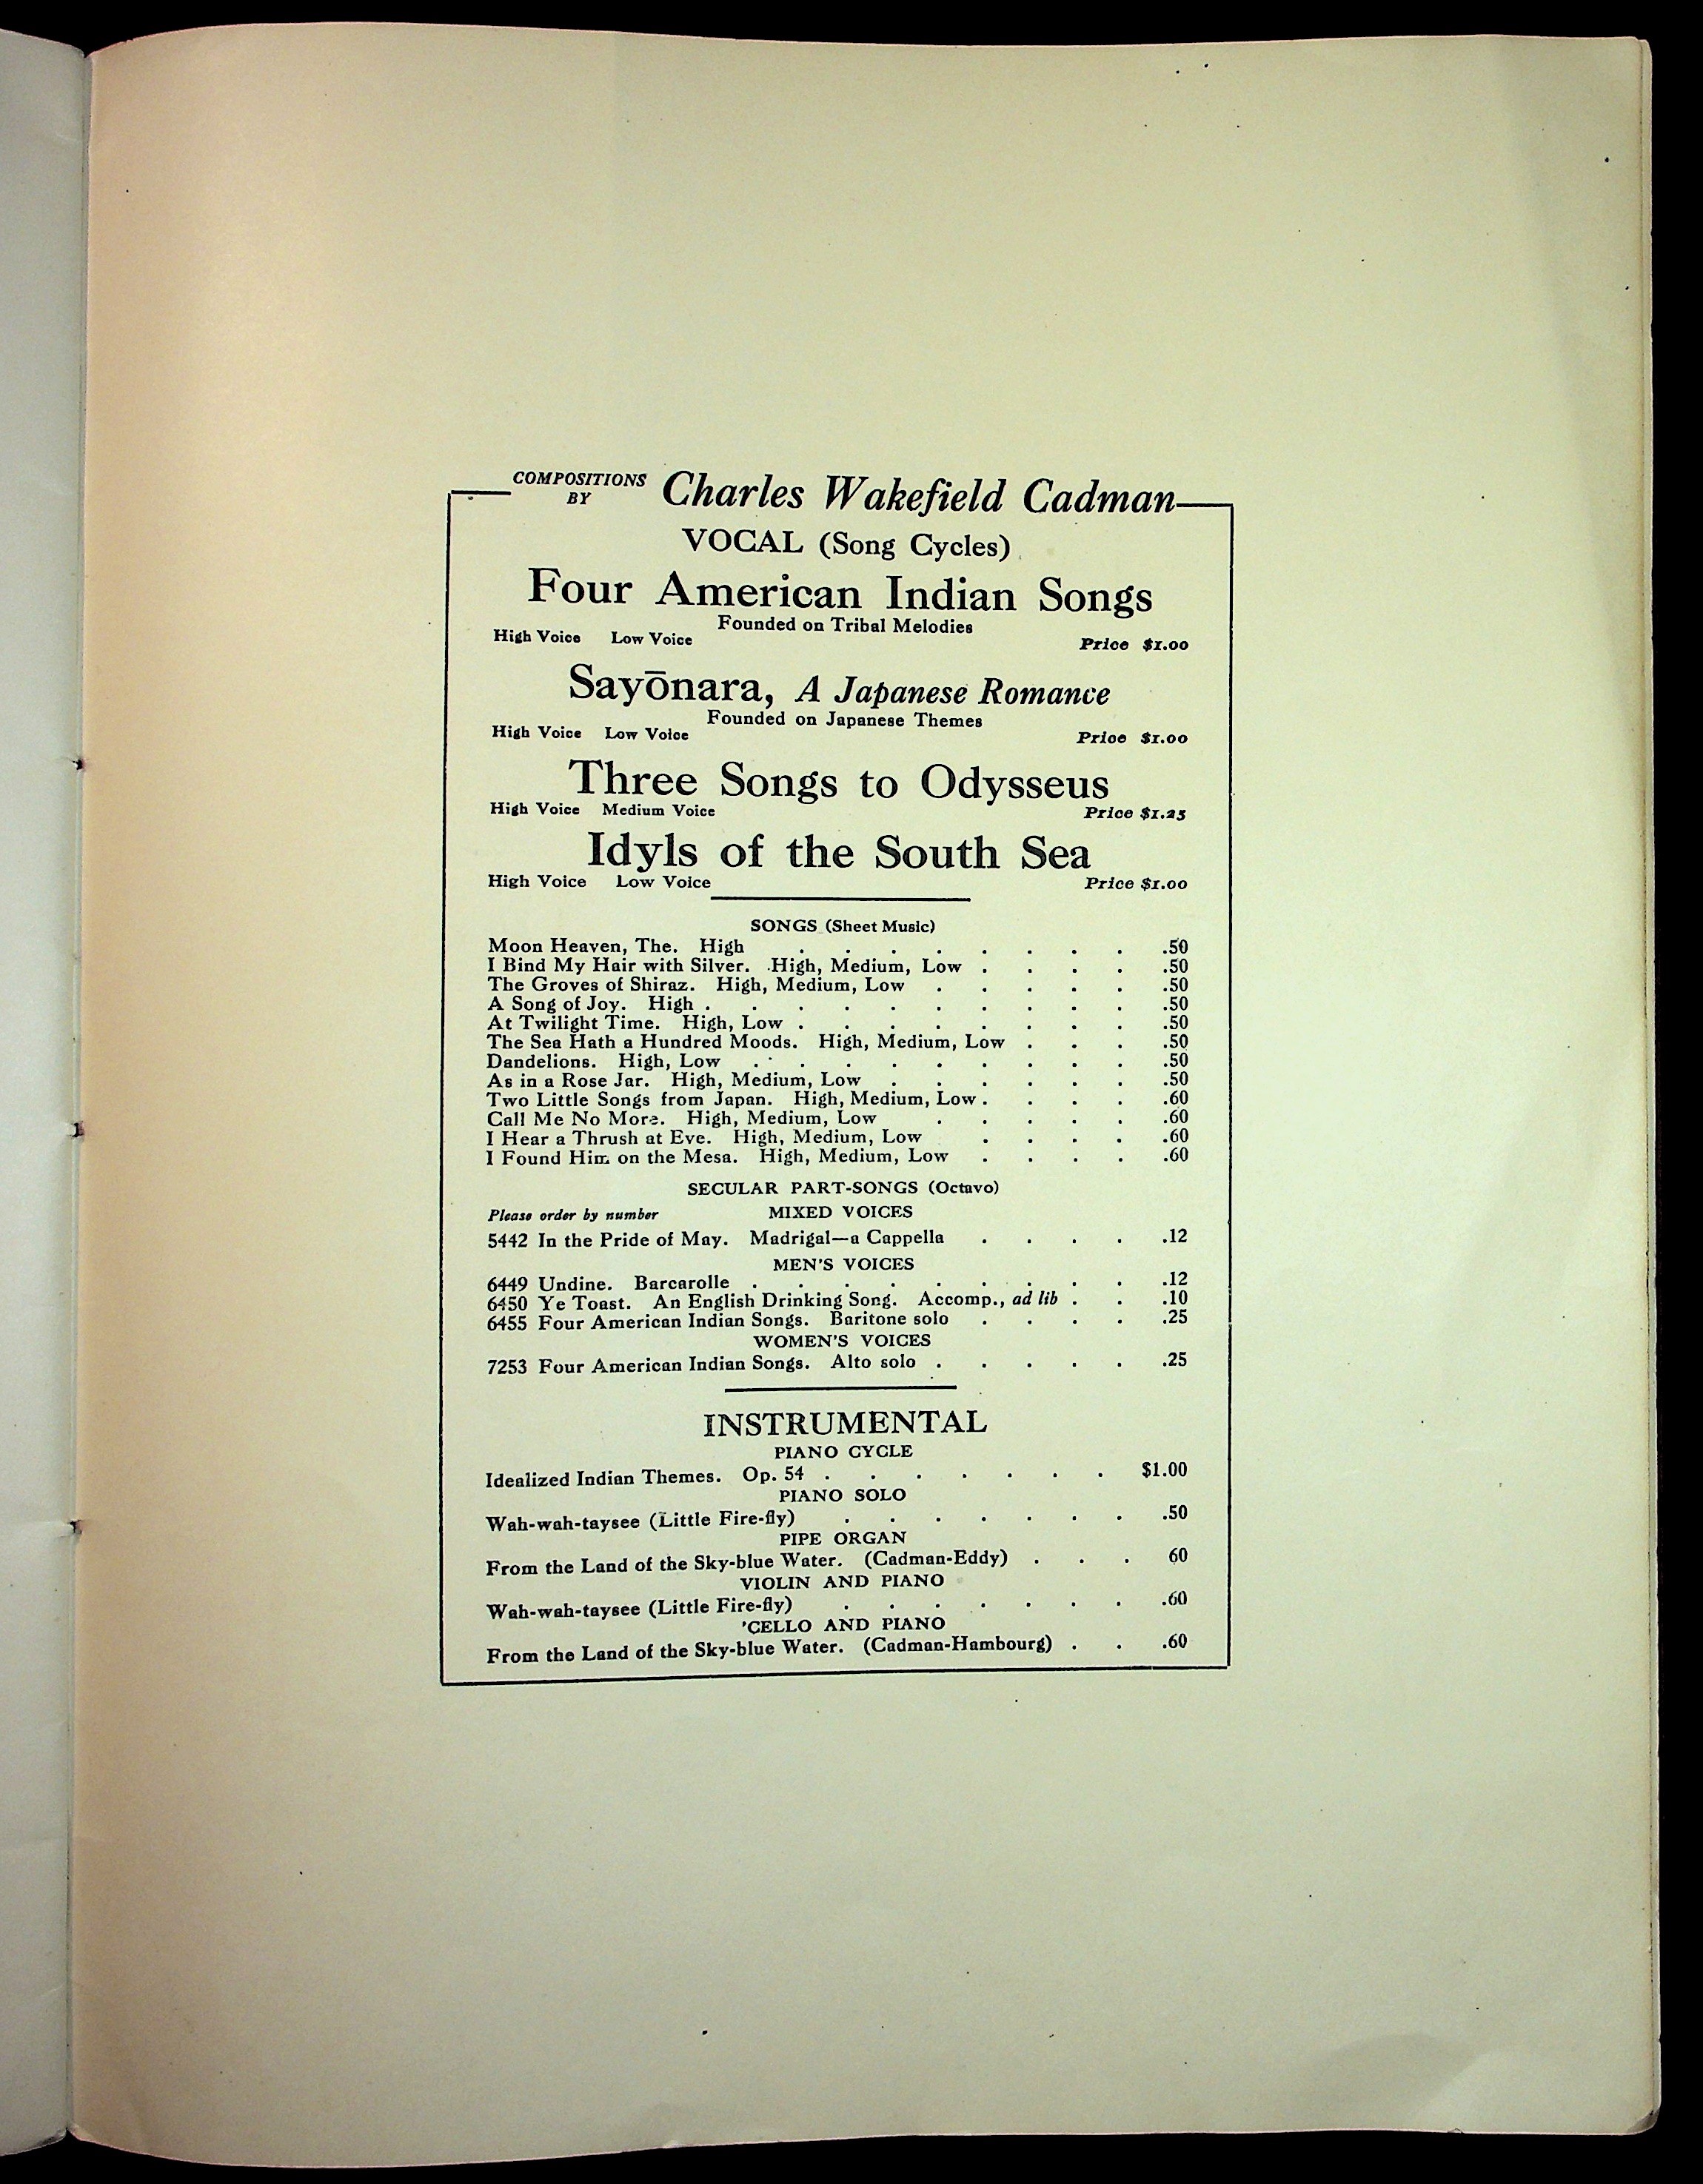 COMPOSITIONS BY Charles Wakefield Cadman
VOCAL (Song Cycles)
Four American Indian Songs
Founded on Tribal Melodies
High Voice Low Voice Price $1.00
Sayōnara, A Japanese Romance
Founded on Japanese Themes
High Voice Low Voice Price $1.00
Three Songs to Odysseus
High Voice Medium Voice Price $1.25
Idyls of the South Sea
High Voice Low Voice Price $1.00
SONGS (Sheet Music)
Moon Heaven, The. High . . . . . . . . .50
I Bind My Hair with Silver. High, Medium, Low . . . . .50
The Groves of Shiraz. High, Medium, Low . . . . . .50
A Song of Joy. High . . . . . . . . . . .50
At Twilight Time. High, Low . . . . . . . . .50
The Sea Hath a Hundred Moods. High, Medium, Low . . . .50
Dandelions. High, Low . . . . . . . . . .50
As in a Rose Jar. High, Medium, Low . . . . . . .50
Two Little Songs from Japan. High, Medium, Low . . . . .60
Call Me No More. High, Medium, Low . . . . . .60
I Hear a Thrush at Eve. High, Medium, Low . . . . .60
I Found Him on the Mesa. High, Medium, Low . . . . .60
SECULAR PART-SONGS (Octavo)
Please order by number MIXED VOICES
5442 In the Pride of May. Madrigal—a Cappella . . . . .12
MEN'S VOICES
6449 Undine. Barcarolle . . . . . . . . . .12
6450 Ye Toast. An English Drinking Song. Accomp., ad lib . . .10
6455 Four American Indian Songs. Baritone solo . . . . .25
WOMEN'S VOICES
7253 Four American Indian Songs. Alto solo . . . . . .25
INSTRUMENTAL
PIANO CYCLE
Idealized Indian Themes. Op. 54 . . . . . . . $1.00
PIANO SOLO
Wah-wah-taysee (Little Fire-fly) . . . . . . . .50
PIPE ORGAN
From the Land of the Sky-blue Water. (Cadman-Eddy) . . . 60
VIOLIN AND PIANO
Wah-wah-taysee (Little Fire-fly) . . . . . . . .60
'CELLO AND PIANO
From the Land of the Sky-blue Water. (Cadman-Hambourg) . . .60